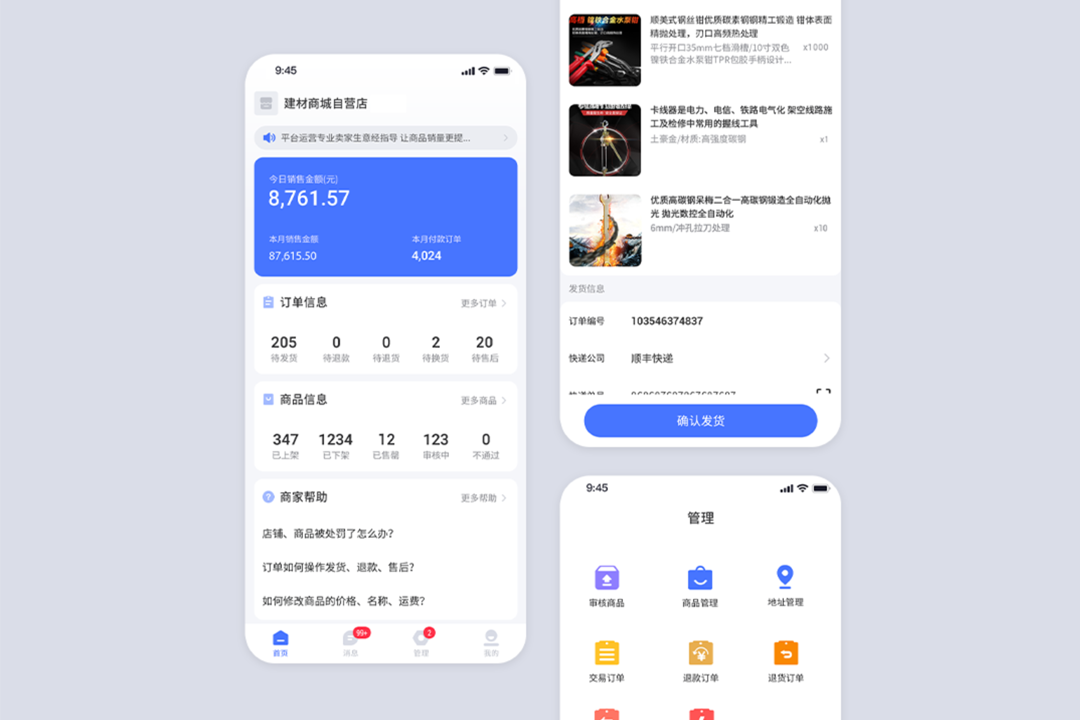 9:45
建材商城自营店
平台运营专业卖家生意经指导 让商品销量更提...
今日销售金额(元)
8,761.57
本月销售金额
本月付款订单
87,615.50
4,024
订单信息
更多订单
205
0
0
2
20
待发货
待退款
待退货
待换货
待售后
商品信息
更多商品
347
1234
12
123
0
已上架
已下架
已售罄
审核中
不通过
商家帮助
更多帮助
店铺、商品被处罚了怎么办?
订单如何操作发货、退款、售后?
如何修改商品的价格、名称、运费?
99+
2
首页
消息
管理
我的
镍铁合金水泵钳
顺美式钢丝钳优质碳素钢钢精工锻造 钳体表面
精抛处理，刃口高频热处理
平行开口35mm七档滑槽/10寸双色
x1000
镍铁合金水泵钳TPR包胶手柄设计...
卡线器是电力、电信、铁路电气化 架空线路施
工及检修中常用的握线工具
土豪金/材质:高强度碳钢
x1
优质高碳钢呆梅二合一高碳钢锻造全自动化抛
光 抛光数控全自动化
6mm/冲孔拉刀处理
x10
发货信息
订单编号
103546374837
快递公司
顺丰快递
确认发货
9:45
管理
审核商品
商品管理
地址管理
交易订单
退款订单
退货订单